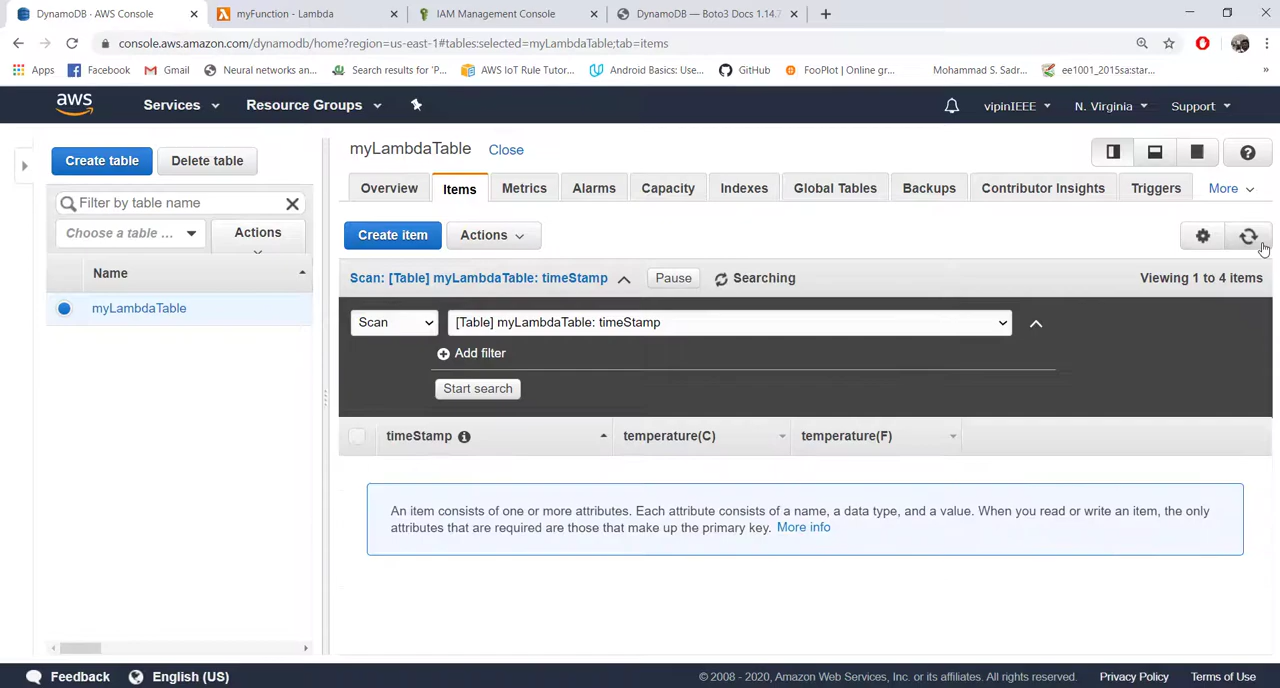 DynamoDB - AWS Console
myFunction - Lambda
IAM Management Console
DynamoDB — Boto3 Docs 1.14.7
console.aws.amazon.com/dynamodb/home?region=us-east-1#tables:selected=myLambdaTable;tab=items
Apps Facebook Gmail Neural networks an... Search results for 'P... AWS IoT Rule Tutor... Android Basics: Use... GitHub FooPlot | Online gr... Mohammad S. Sadr... ee1001_2015sa:star... »
aws Services Resource Groups vipinIEEE N. Virginia Support
Create table Delete table
Filter by table name
Choose a table ... Actions
Name
myLambdaTable
myLambdaTable Close
Overview Items Metrics Alarms Capacity Indexes Global Tables Backups Contributor Insights Triggers More
Create item Actions
Scan: [Table] myLambdaTable: timeStamp Pause Searching Viewing 1 to 4 items
Scan [Table] myLambdaTable: timeStamp
Add filter
Start search
timeStamp temperature(C) temperature(F)
An item consists of one or more attributes. Each attribute consists of a name, a data type, and a value. When you read or write an item, the only
attributes that are required are those that make up the primary key. More info
Feedback English (US) © 2008 - 2020, Amazon Web Services, Inc. or its affiliates. All rights reserved. Privacy Policy Terms of Use